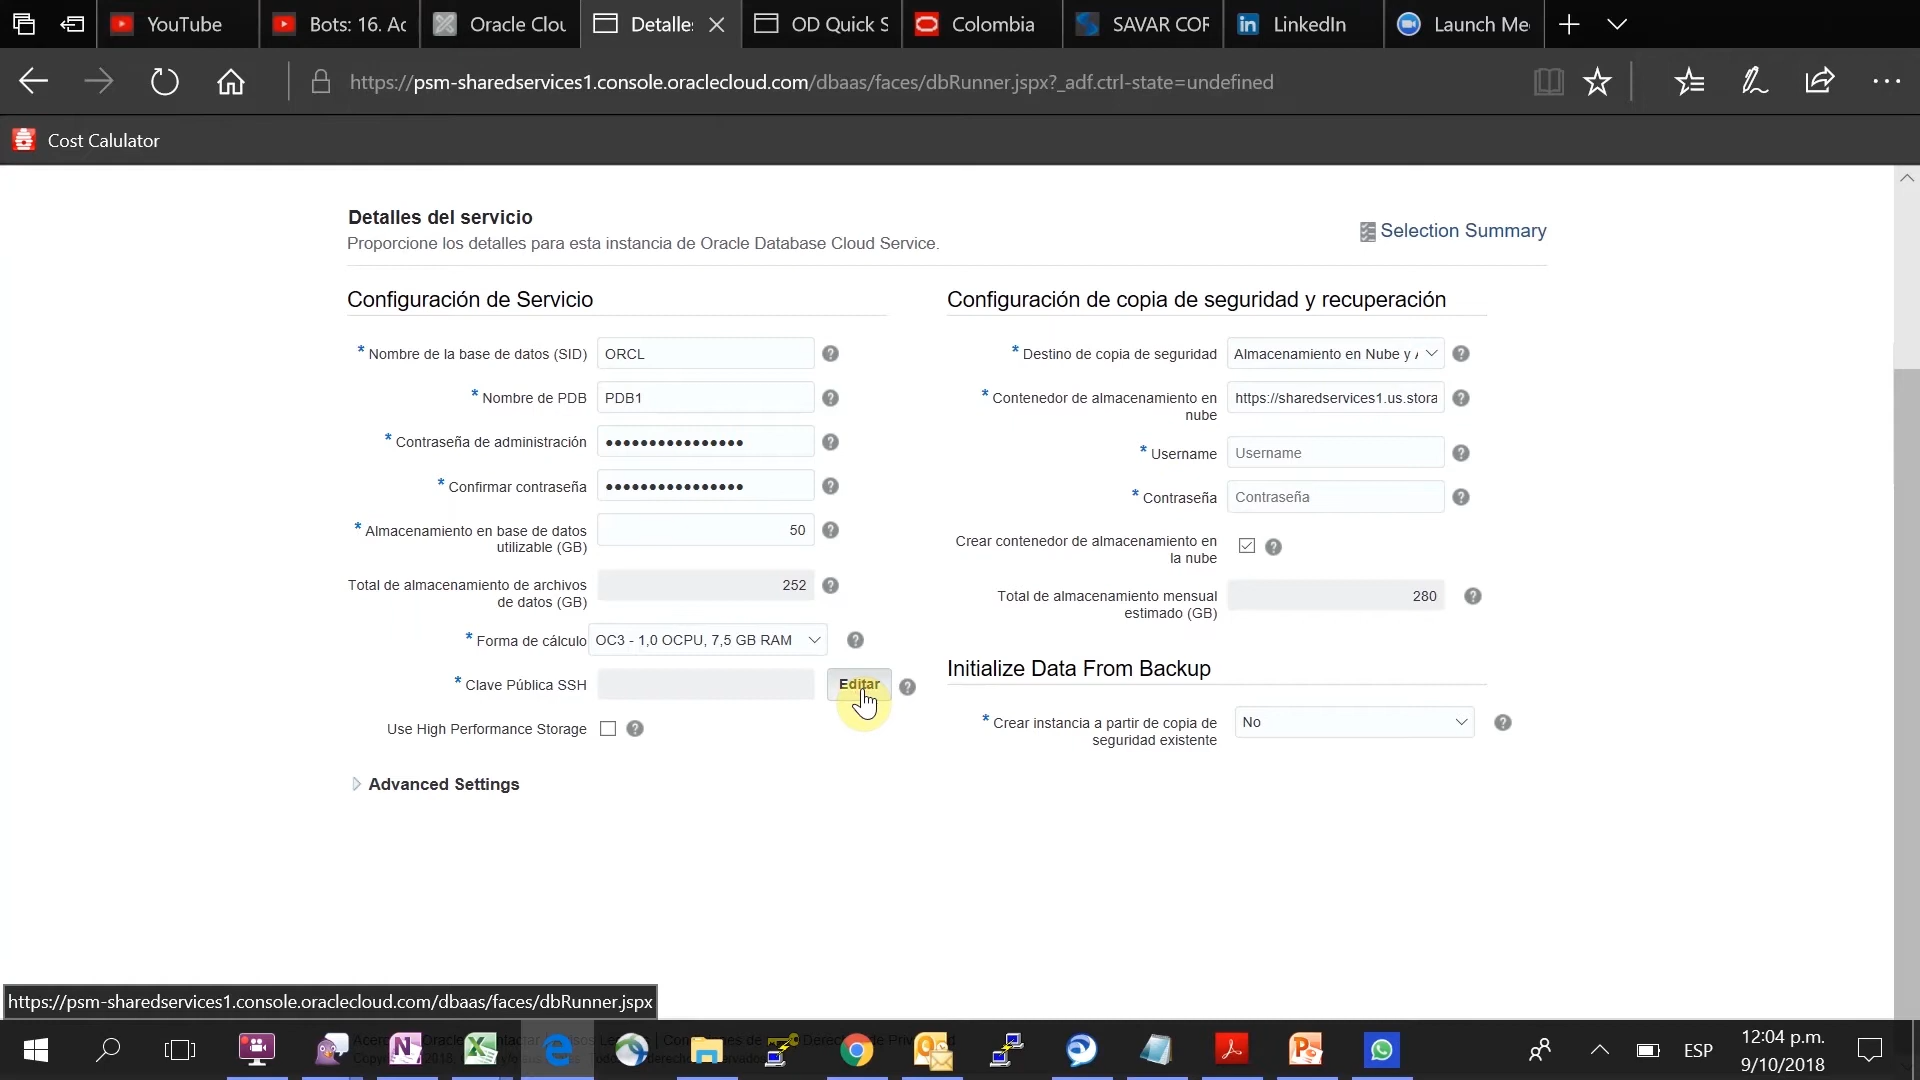 YouTube
Bots: 16. Ac
Oracle Clou
Detalle:
OD Quick S
Colombia
SAVAR COR
LinkedIn
Launch Me
https://psm-sharedservices1.console.oraclecloud.com/dbaas/faces/dbRunner.jspx?_adf.ctrl-state=undefined
Cost Calulator
Detalles del servicio
Proporcione los detalles para esta instancia de Oracle Database Cloud Service.
Selection Summary
Configuración de Servicio
* Nombre de la base de datos (SID) ORCL
* Nombre de PDB PDB1
* Contraseña de administración ••••••••••••••••
* Confirmar contraseña ••••••••••••••••
* Almacenamiento en base de datos
utilizable (GB)
50
Total de almacenamiento de archivos
de datos (GB)
252
* Forma de cálculo OC3 - 1,0 OCPU, 7,5 GB RAM
* Clave Pública SSH Editar
Use High Performance Storage
Advanced Settings
Configuración de copia de seguridad y recuperación
* Destino de copia de seguridad Almacenamiento en Nube y
* Contenedor de almacenamiento en
nube
https://sharedservices1.us.stora
* Username Username
* Contraseña Contraseña
Crear contenedor de almacenamiento en
la nube
Total de almacenamiento mensual
estimado (GB)
280
Initialize Data From Backup
* Crear instancia a partir de copia de
seguridad existente
No
https://psm-sharedservices1.console.oraclecloud.com/dbaas/faces/dbRunner.jspx
ESP
12:04 p.m.
9/10/2018